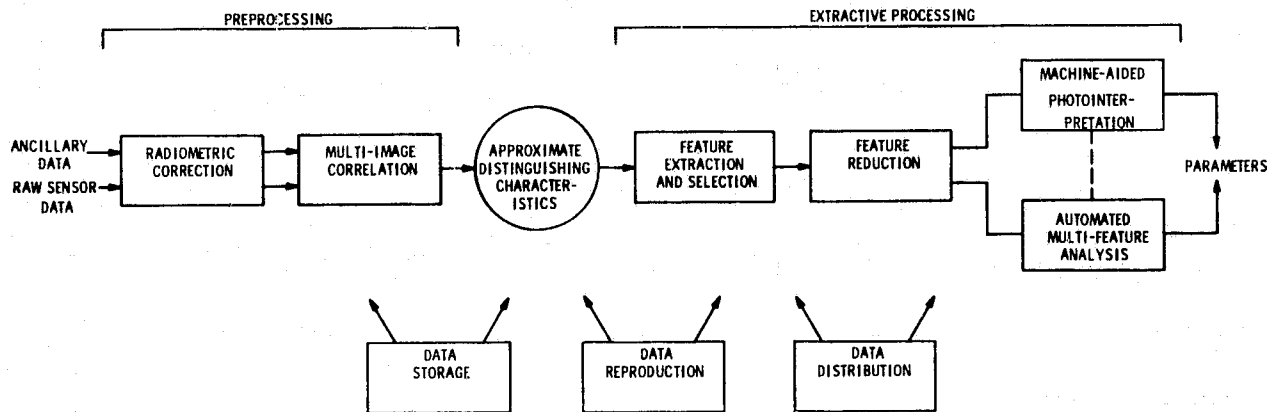 PREPROCESSING
EXTRACTIVE PROCESSING
ANCILLARY
DATA
RAW SENSOR
DATA
RADIOMETRIC
CORRECTION
MULTI-IMAGE
CORRELATION
APPROXIMATE
DISTINGUISHING
CHARACTER-
ISTICS
FEATURE
EXTRACTION
AND SELECTION
FEATURE
REDUCTION
MACHINE-AIDED
PHOTOINTER-
PRETATION
AUTOMATED
MULTI-FEATURE
ANALYSIS
PARAMETERS
DATA
STORAGE
DATA
REPRODUCTION
DATA
DISTRIBUTION